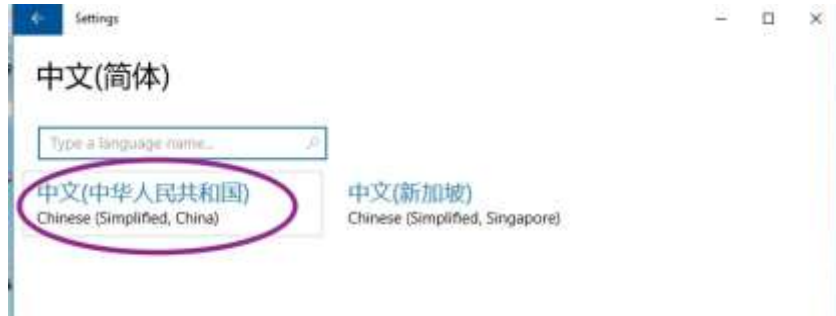 Settings
中文(简体)
Type a language name...
中文(中华人民共和国)
Chinese (Simplified, China)
中文(新加坡)
Chinese (Simplified, Singapore)